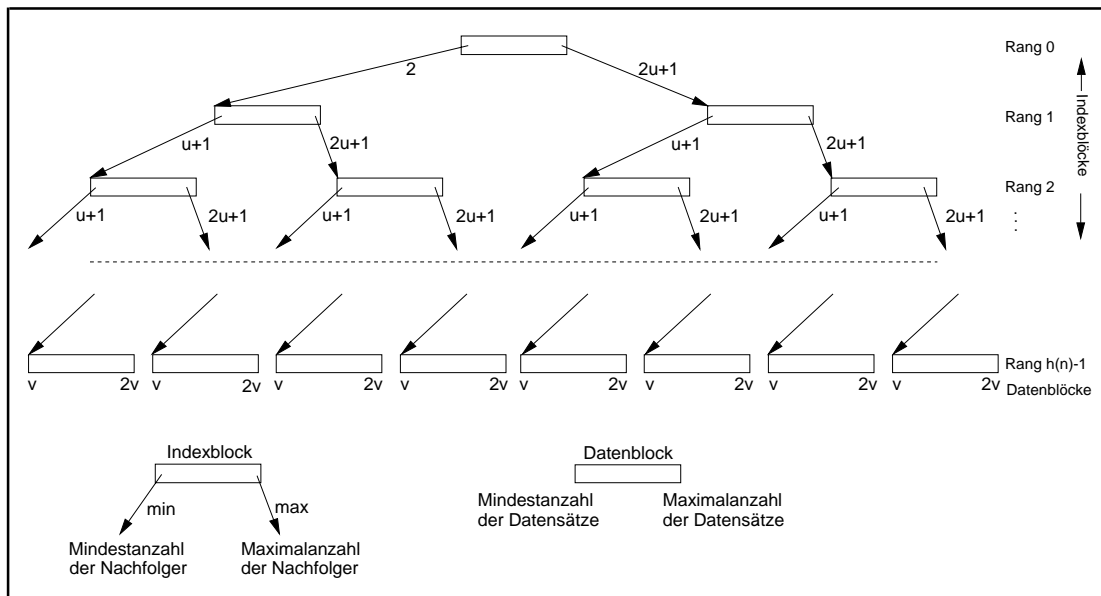 Rang 0
2
2u+1
Indexblöcke
Rang 1
u+1
2u+1
u+1
2u+1
Rang 2
u+1
2u+1
u+1
2u+1
u+1
2u+1
u+1
2u+1
Rang h(n)-1
v
2v
v
2v
v
2v
v
2v
v
2v
v
2v
v
2v
v
2v
Datenblöcke
Indexblock
min
max
Mindestanzahl
der Nachfolger
Maximalanzahl
der Nachfolger
Datenblock
Mindestanzahl
der Datensätze
Maximalanzahl
der Datensätze